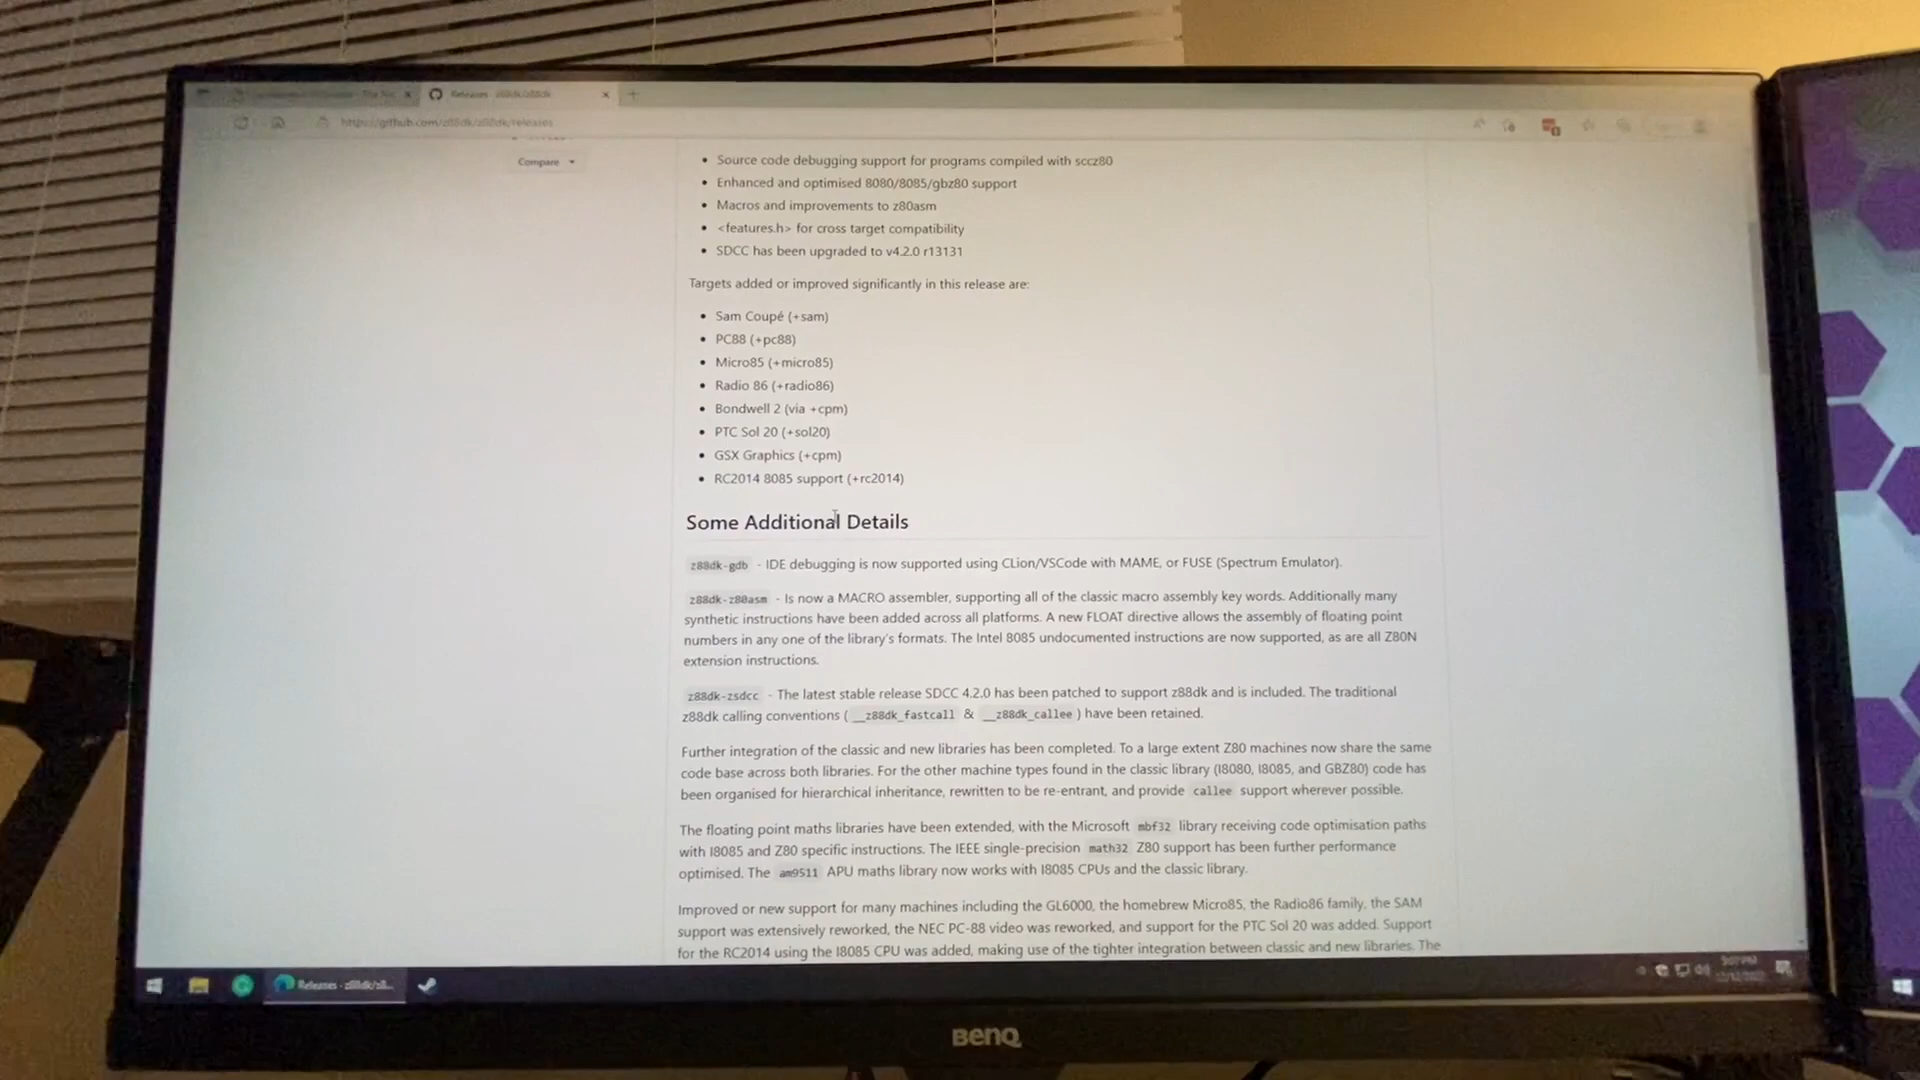 Releases · z88dk/z88dk
https://github.com/z88dk/z88dk/releases
Compare
• Source code debugging support for programs compiled with sccz80
• Enhanced and optimised 8080/8085/gbz80 support
• Macros and improvements to z80asm
• <features.h> for cross target compatibility
• SDCC has been upgraded to v4.2.0 r13131
Targets added or improved significantly in this release are:
• Sam Coupé (+sam)
• PC88 (+pc88)
• Micro85 (+micro85)
• Radio 86 (+radio86)
• Bondwell 2 (via +cpm)
• PTC Sol 20 (+sol20)
• GSX Graphics (+cpm)
• RC2014 8085 support (+rc2014)
Some Additional Details
z88dk-gdb - IDE debugging is now supported using CLion/VSCode with MAME, or FUSE (Spectrum Emulator).
z88dk-z80asm - Is now a MACRO assembler, supporting all of the classic macro assembly key words. Additionally many
synthetic instructions have been added across all platforms. A new FLOAT directive allows the assembly of floating point
numbers in any one of the library's formats. The Intel 8085 undocumented instructions are now supported, as are all Z80N
extension instructions.
z88dk-zsdcc - The latest stable release SDCC 4.2.0 has been patched to support z88dk and is included. The traditional
z88dk calling conventions ( __z88dk_fastcall & __z88dk_callee ) have been retained.
Further integration of the classic and new libraries has been completed. To a large extent Z80 machines now share the same
code base across both libraries. For the other machine types found in the classic library (I8080, I8085, and GBZ80) code has
been organised for hierarchical inheritance, rewritten to be re-entrant, and provide callee support wherever possible.
The floating point maths libraries have been extended, with the Microsoft mbf32 library receiving code optimisation paths
with I8085 and Z80 specific instructions. The IEEE single-precision math32 Z80 support has been further performance
optimised. The am9511 APU maths library now works with I8085 CPUs and the classic library.
Improved or new support for many machines including the GL6000, the homebrew Micro85, the Radio86 family, the SAM
support was extensively reworked, the NEC PC-88 video was reworked, and support for the PTC Sol 20 was added. Support
for the RC2014 using the I8085 CPU was added, making use of the tighter integration between classic and new libraries. The
Releases · z88dk/z8...
BenQ